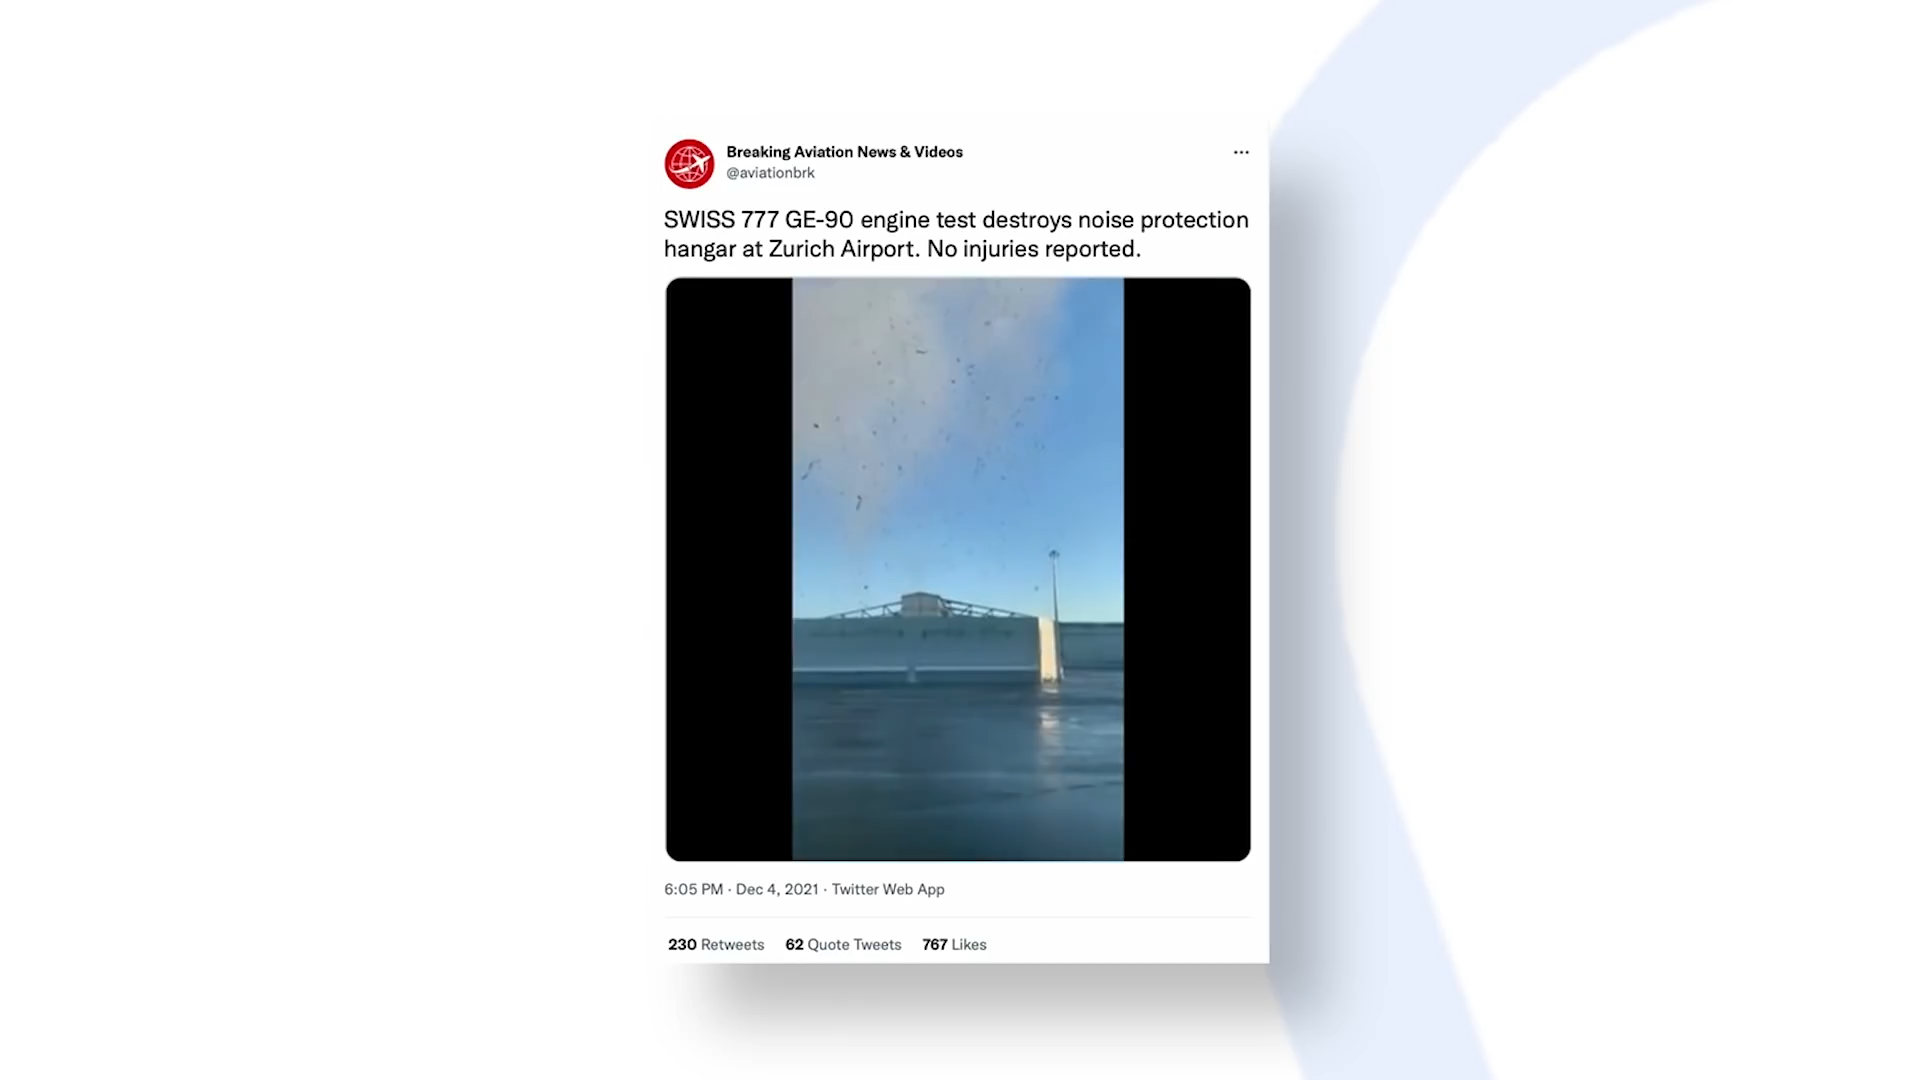 Breaking Aviation News & Videos
@aviationbrk
SWISS 777 GE-90 engine test destroys noise protection
hangar at Zurich Airport. No injuries reported.
6:05 PM · Dec 4, 2021 · Twitter Web App
230 Retweets 62 Quote Tweets 767 Likes